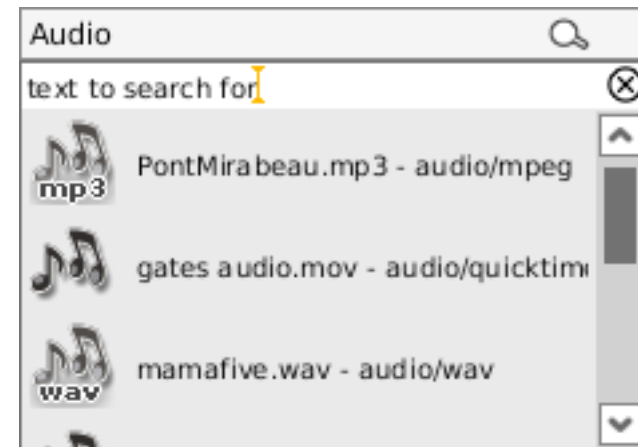 Audio
text to search for
mp3
PontMirabeau.mp3 - audio/mpeg
gates audio.mov - audio/quicktime
wav
mamafive.wav - audio/wav